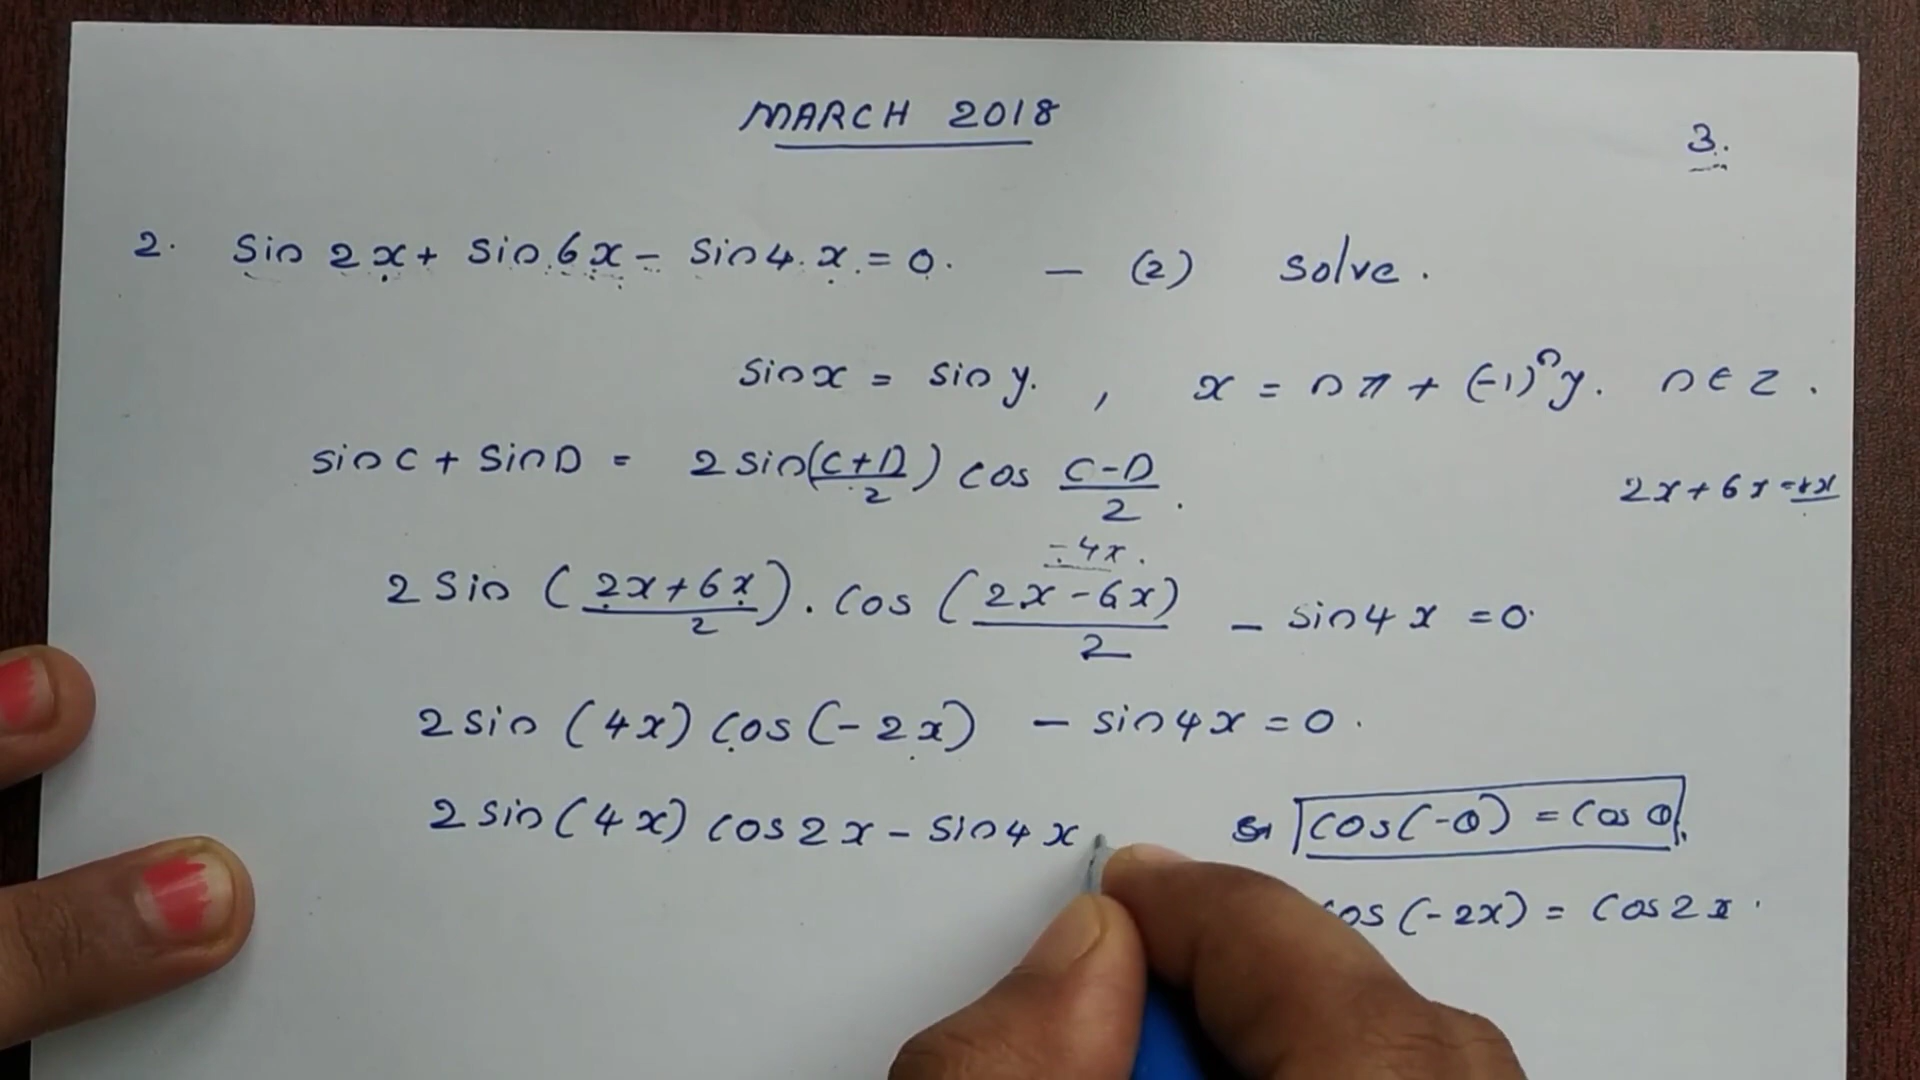 MARCH 2018
3.
2. Sin 2x + Sin 6x - Sin 4x = 0. - (2) Solve.
Sin x = Sin y. , x = nπ + (-1)ⁿy. n ∈ Z.
Sin C + Sin D = 2 Sin (C+D)/2 Cos (C-D)/2.
2x + 6x =
-4x.
2 Sin (2x+6x)/2 . Cos (2x-6x)/2 - Sin 4x = 0.
2 Sin (4x) Cos (-2x) - Sin 4x = 0.
2 Sin (4x) Cos 2x - Sin 4x
Cos (-θ) = Cos θ.
Cos (-2x) = Cos 2x.